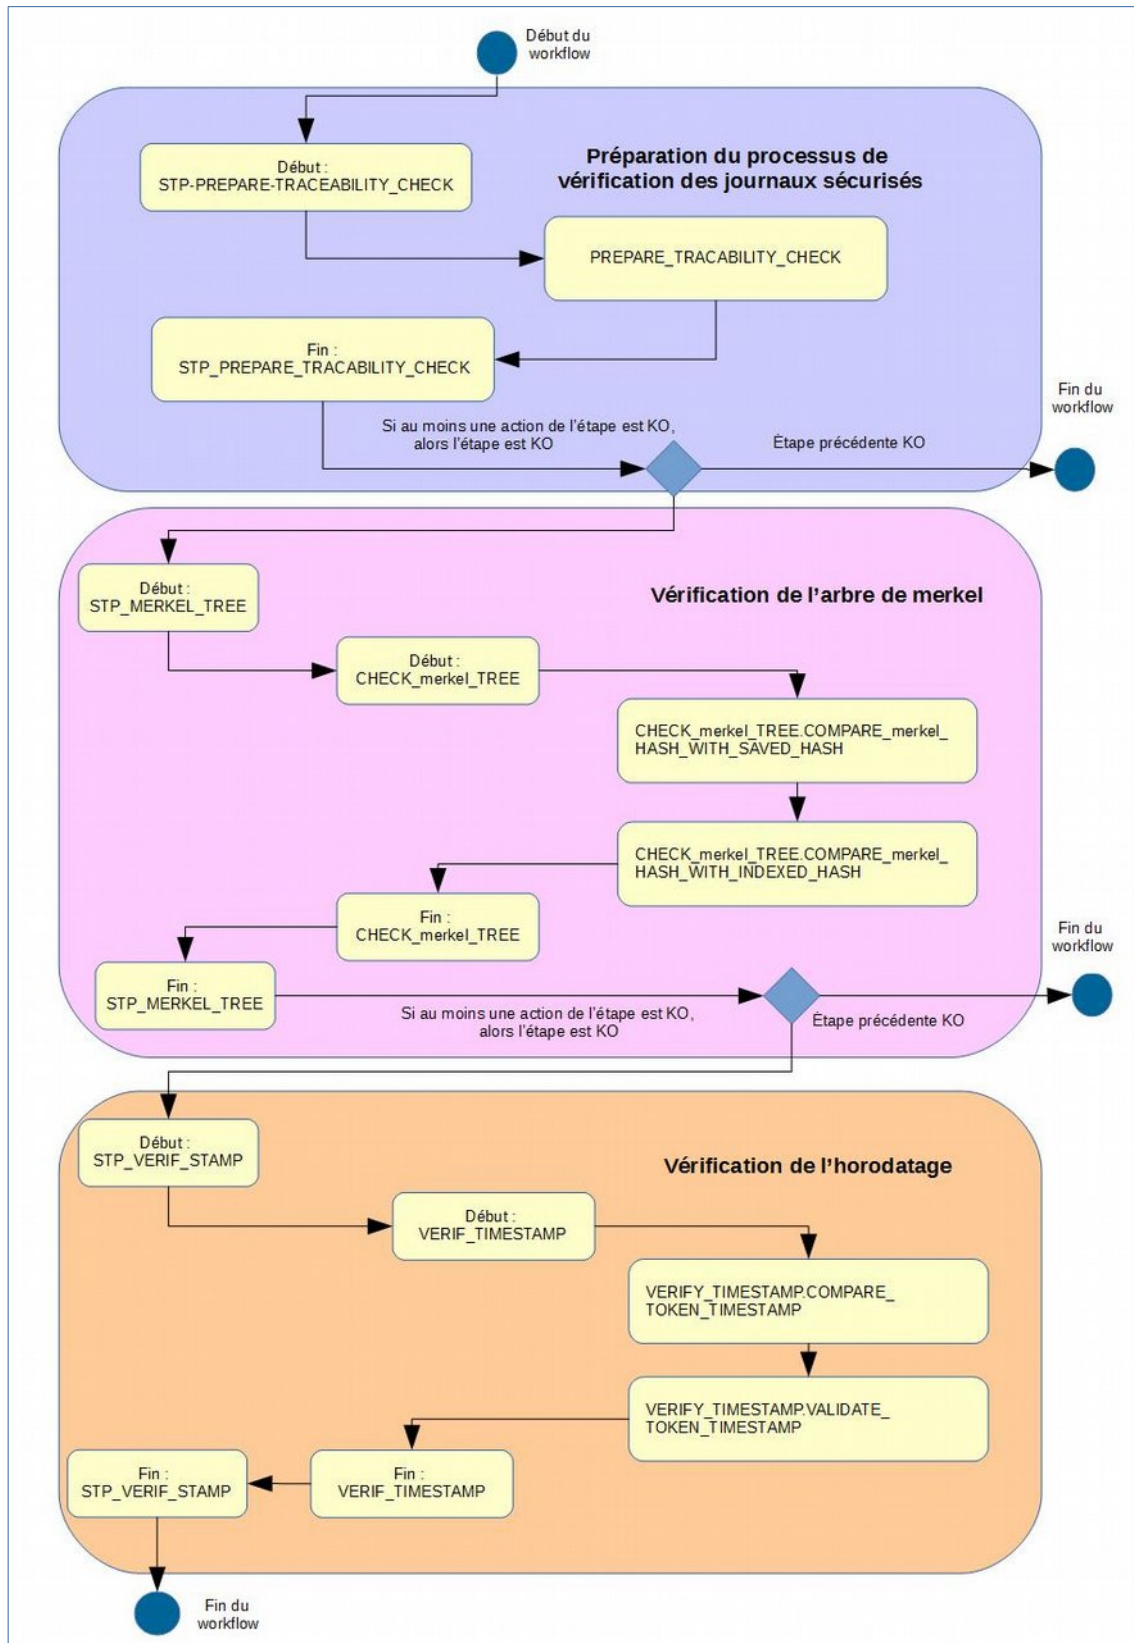 Début du
workflow
Début :
STP-PREPARE-TRACEABILITY_CHECK
Préparation du processus de
vérification des journaux sécurisés
PREPARE_TRACABILITY_CHECK
Fin :
STP_PREPARE_TRACABILITY_CHECK
Si au moins une action de l'étape est KO,
alors l'étape est KO
Étape précédente KO
Fin du
workflow
Début :
STP_MERKEL_TREE
Vérification de l'arbre de merkel
Début :
CHECK_merkel_TREE
CHECK_merkel_TREE.COMPARE_merkel_
HASH_WITH_SAVED_HASH
CHECK_merkel_TREE.COMPARE_merkel_
HASH_WITH_INDEXED_HASH
Fin :
CHECK_merkel_TREE
Fin :
STP_MERKEL_TREE
Si au moins une action de l'étape est KO,
alors l'étape est KO
Étape précédente KO
Fin du
workflow
Début :
STP_VERIF_STAMP
Vérification de l'horodatage
Début :
VERIF_TIMESTAMP
VERIFY_TIMESTAMP.COMPARE_
TOKEN_TIMESTAMP
VERIFY_TIMESTAMP.VALIDATE_
TOKEN_TIMESTAMP
Fin :
VERIF_TIMESTAMP
Fin :
STP_VERIF_STAMP
Fin du
workflow